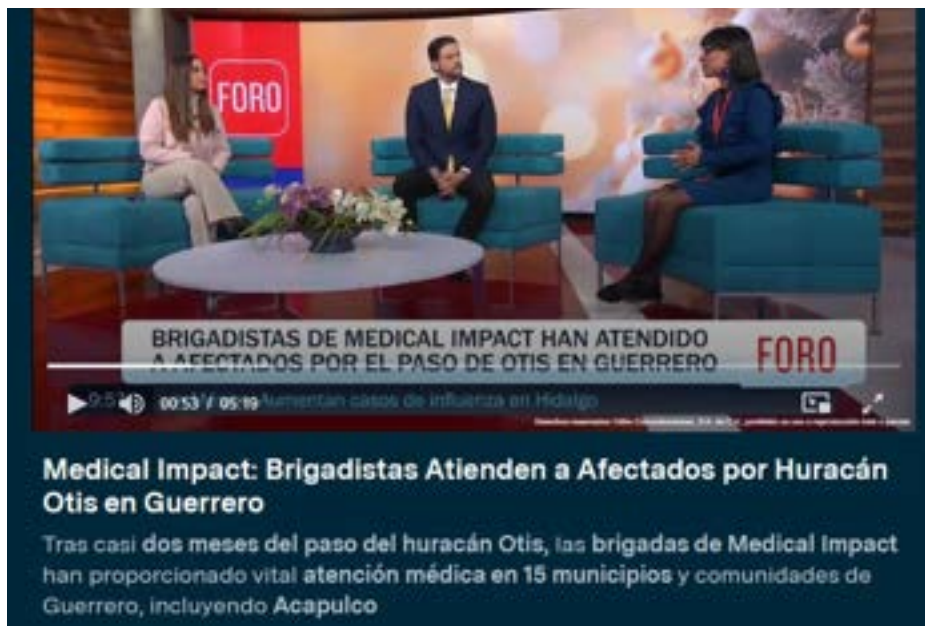 FORO
BRIGADISTAS DE MEDICAL IMPACT HAN ATENDIDO
A AFECTADOS POR EL PASO DE OTIS EN GUERRERO
FORO
00:53 / 05:19
Aumentan casos de influenza en Hidalgo
Medical Impact: Brigadistas Atienden a Afectados por Huracán
Otis en Guerrero
Tras casi dos meses del paso del huracán Otis, las brigadas de Medical Impact
han proporcionado vital atención médica en 15 municipios y comunidades de
Guerrero, incluyendo Acapulco